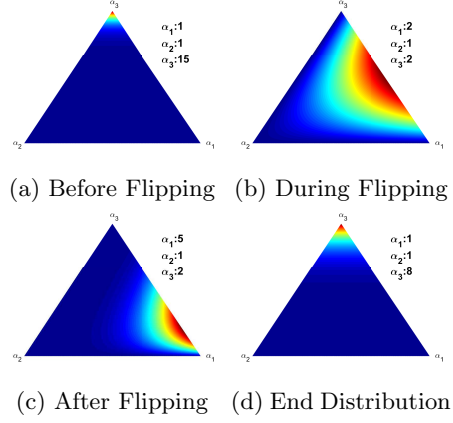 α3 α3
α1:1 α1:2
α2:1 α2:1
α3:15 α3:2
α2 α1 α2 α1
(a) Before Flipping (b) During Flipping
α3 α3
α1:5 α1:1
α2:1 α2:1
α3:2 α3:8
α2 α1 α2 α1
(c) After Flipping (d) End Distribution